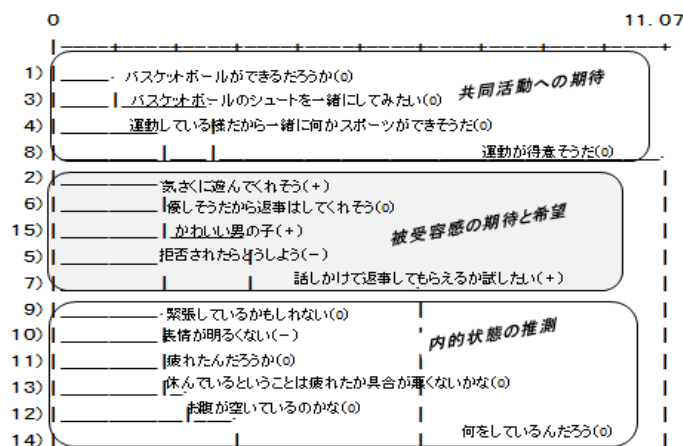 0 11.07
1) バスケットボールができるだろうか(o)
共同活動への期待
3) バスケットボールのシュートを一緒にしてみたい(o)
4) 運動している様だから一緒に何かスポーツができそうだ(o)
8) 運動が得意そうだ(o)
2) 気さくに遊んでくれそう(+)
6) 優しそうだから返事はしてくれそう(o)
被受容感の期待と希望
15) かわいい男の子(+)
5) 拒否されたらどうしよう(-)
7) 話しかけて返事してもらえるか試したい(+)
9) 緊張しているかもしれない(o)
10) 表情が明るくない(-)
内的状態の推測
11) 疲れたんだろうか(o)
13) 休んでいるということは疲れたか具合が悪くないかな(o)
12) お腹が空いているのかな(o)
14) 何をしているんだろう(o)